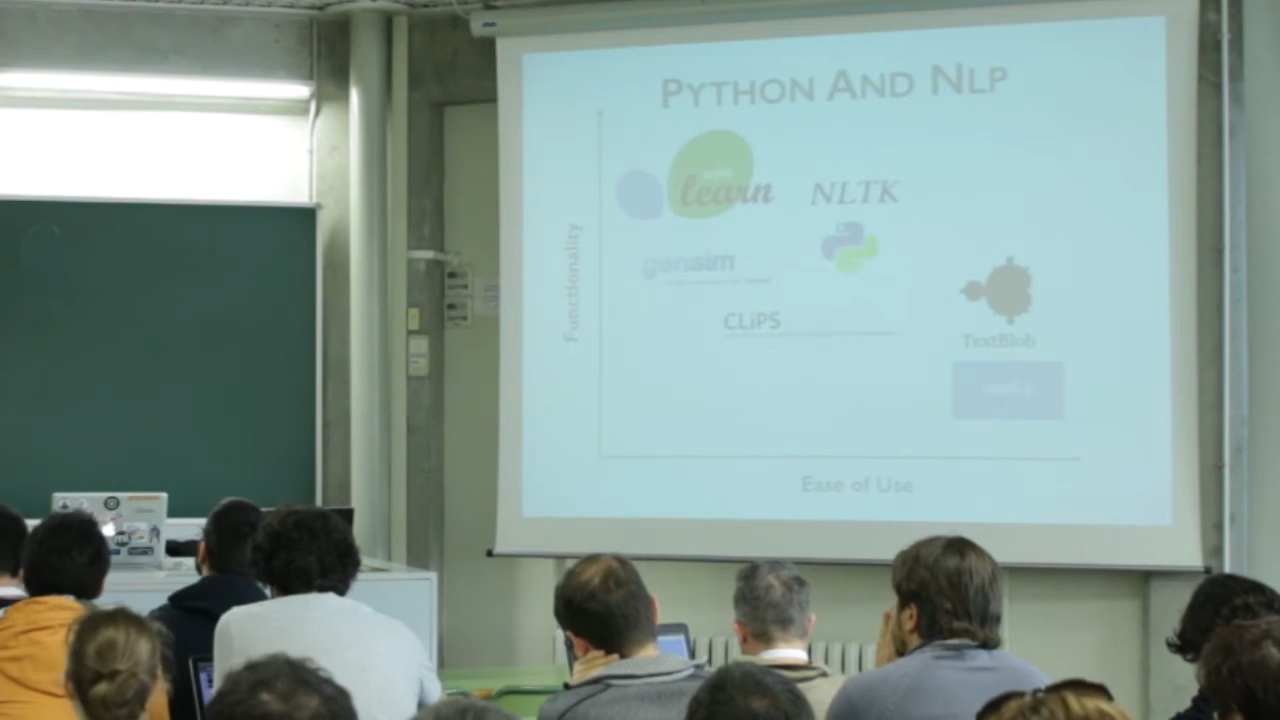 PYTHON AND NLP
learn
NLTK
gensim
CLiPS
TextBlob
Functionality
Ease of Use